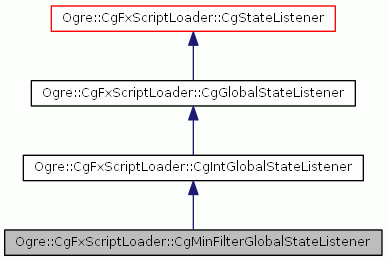 Ogre::CgFxScriptLoader::CgStateListener
Ogre::CgFxScriptLoader::CgGlobalStateListener
Ogre::CgFxScriptLoader::CgIntGlobalStateListener
Ogre::CgFxScriptLoader::CgMinFilterGlobalStateListener